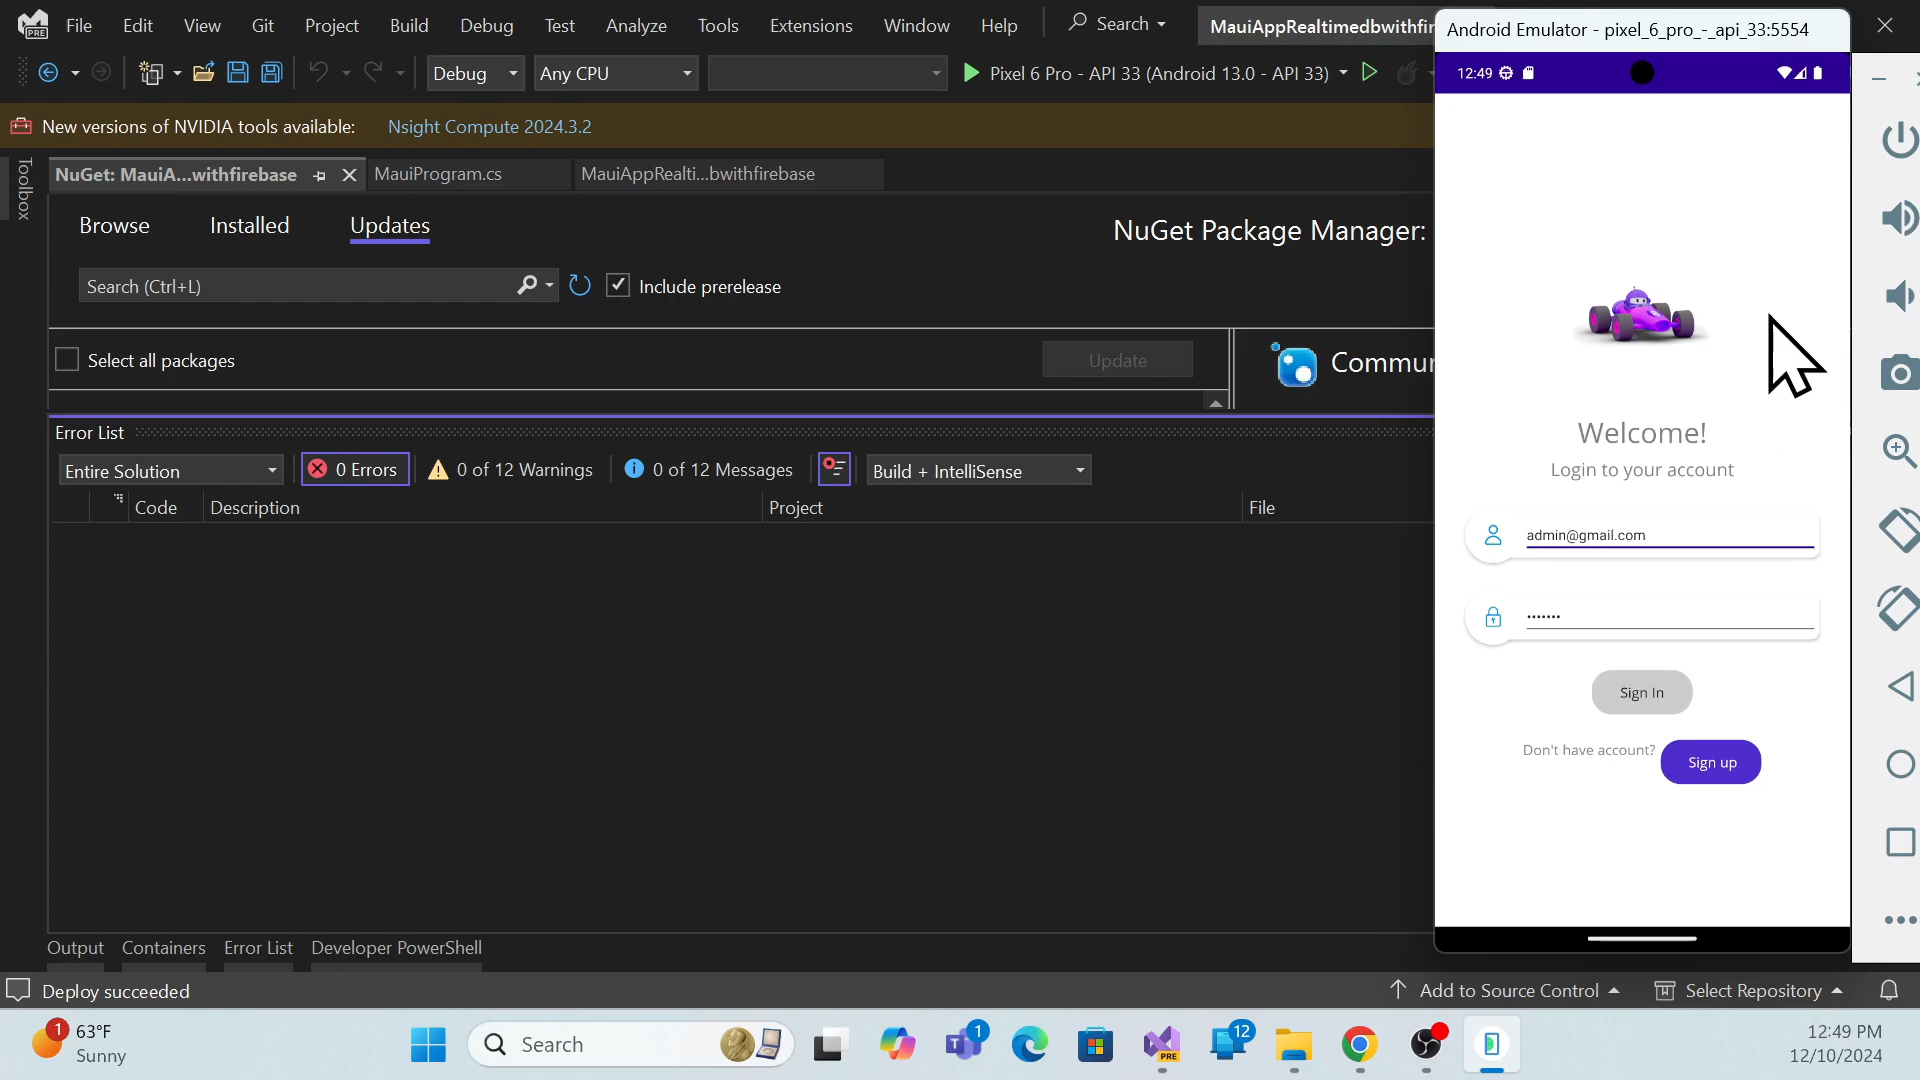 File Edit View Git Project Build Debug Test Analyze Tools Extensions Window Help Search MauiAppRealtimedbwithfir
Debug Any CPU Pixel 6 Pro - API 33 (Android 13.0 - API 33)
New versions of NVIDIA tools available: Nsight Compute 2024.3.2
Toolbox
NuGet: MauiA...withfirebase MauiProgram.cs MauiAppRealti...bwithfirebase
Browse Installed Updates
NuGet Package Manager:
Search (Ctrl+L) Include prerelease
Select all packages Update
Commun
Error List
Entire Solution 0 Errors 0 of 12 Warnings 0 of 12 Messages Build + IntelliSense
Code Description Project File
Output Containers Error List Developer PowerShell
Deploy succeeded Add to Source Control Select Repository
Android Emulator - pixel_6_pro_-_api_33:5554
12:49
Welcome!
Login to your account
admin@gmail.com
•••••••
Sign In
Don't have account? Sign up
1 63°F
Sunny
PRE
Search
1
PRE
12
12:49 PM
12/10/2024